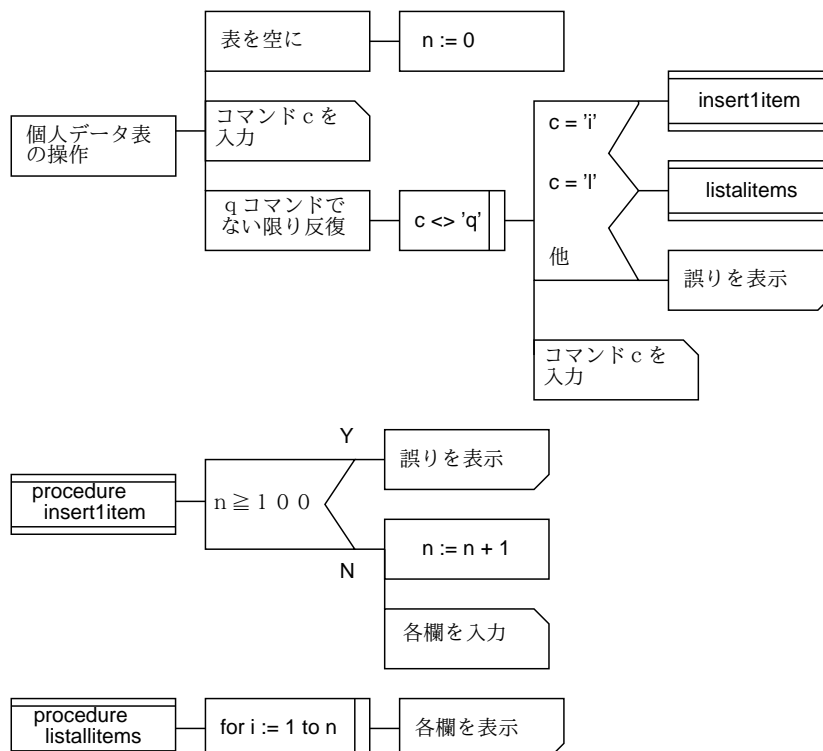 表を空に
n := 0
個人データ表
の操作
コマンドｃを
入力
ｑコマンドで
ない限り反復
c <> 'q'
c = 'i'
insert1item
c = 'l'
listalitems
他
誤りを表示
コマンドｃを
入力
procedure
insert1item
ｎ≧１００
Y
誤りを表示
N
n := n + 1
各欄を入力
procedure
listallitems
for i := 1 to n
各欄を表示